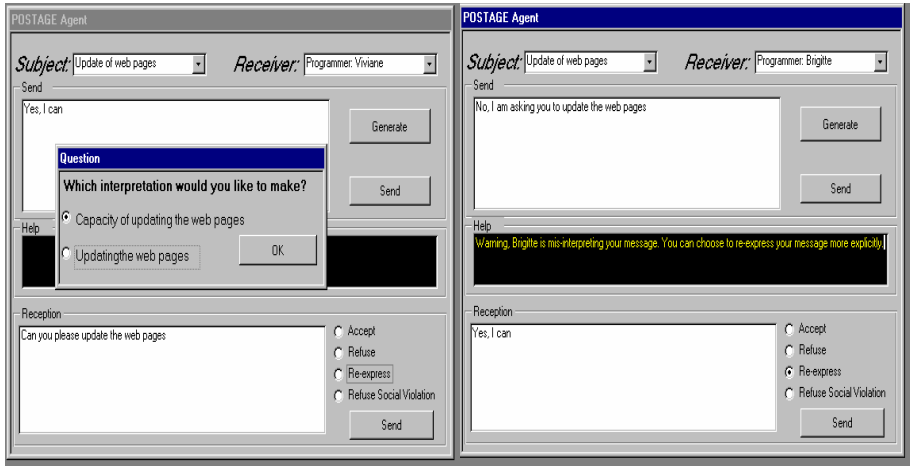 POSTAGE Agent
Subject: Update of web pages Receiver: Programmer: Viviane
Send
Yes, I can
Generate
Question
Which interpretation would you like to make?
Capacity of updating the web pages
Updatingthe web pages
OK
Send
Help
Reception
Can you please update the web pages
Accept
Refuse
Re-express
Refuse Social Violation
Send
POSTAGE Agent
Subject: Update of web pages Receiver: Programmer: Brigitte
Send
No, I am asking you to update the web pages
Generate
Send
Help
Warning, Brigitte is mis-interpreting your message. You can choose to re-express your message more explicitly.
Reception
Yes, I can
Accept
Refuse
Re-express
Refuse Social Violation
Send